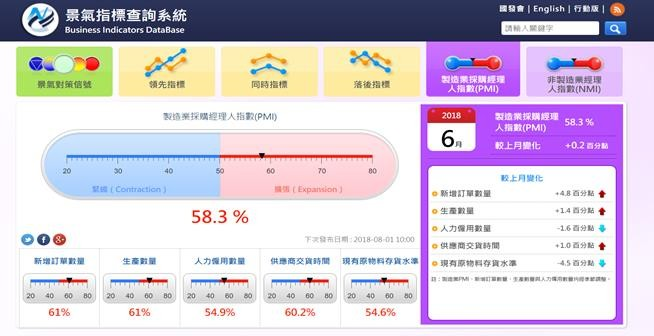 景氣指標查詢系統
Business Indicators DataBase
國發會 | English | 行動版 |
請輸入關鍵字
景氣對策信號
領先指標
同時指標
落後指標
製造業採購經理
人指數(PMI)
非製造業經理
人指數(NMI)
製造業採購經理人指數(PMI)
20 30 40 50 60 70 80
緊縮（Contraction）
擴張（Expansion）
58.3 %
下次發布日期 : 2018-08-01 10:00
新增訂單數量
20 40 60 80
61%
生產數量
20 40 60 80
61%
人力僱用數量
20 40 60 80
54.9%
供應商交貨時間
20 40 60 80
60.2%
現有原物料存貨水準
20 40 60 80
54.6%
2018
6月
製造業採購經理
人指數(PMI)
58.3 %
較上月變化
+0.2 百分點
較上月變化
新增訂單數量 +4.8 百分點
生產數量 +1.4 百分點
人力僱用數量 -1.6 百分點
供應商交貨時間 +1.0 百分點
現有原物料存貨水準 -4.5 百分點
註：製造業PMI、新增訂單數量、生產數量與人力僱用數量均經季節調整。